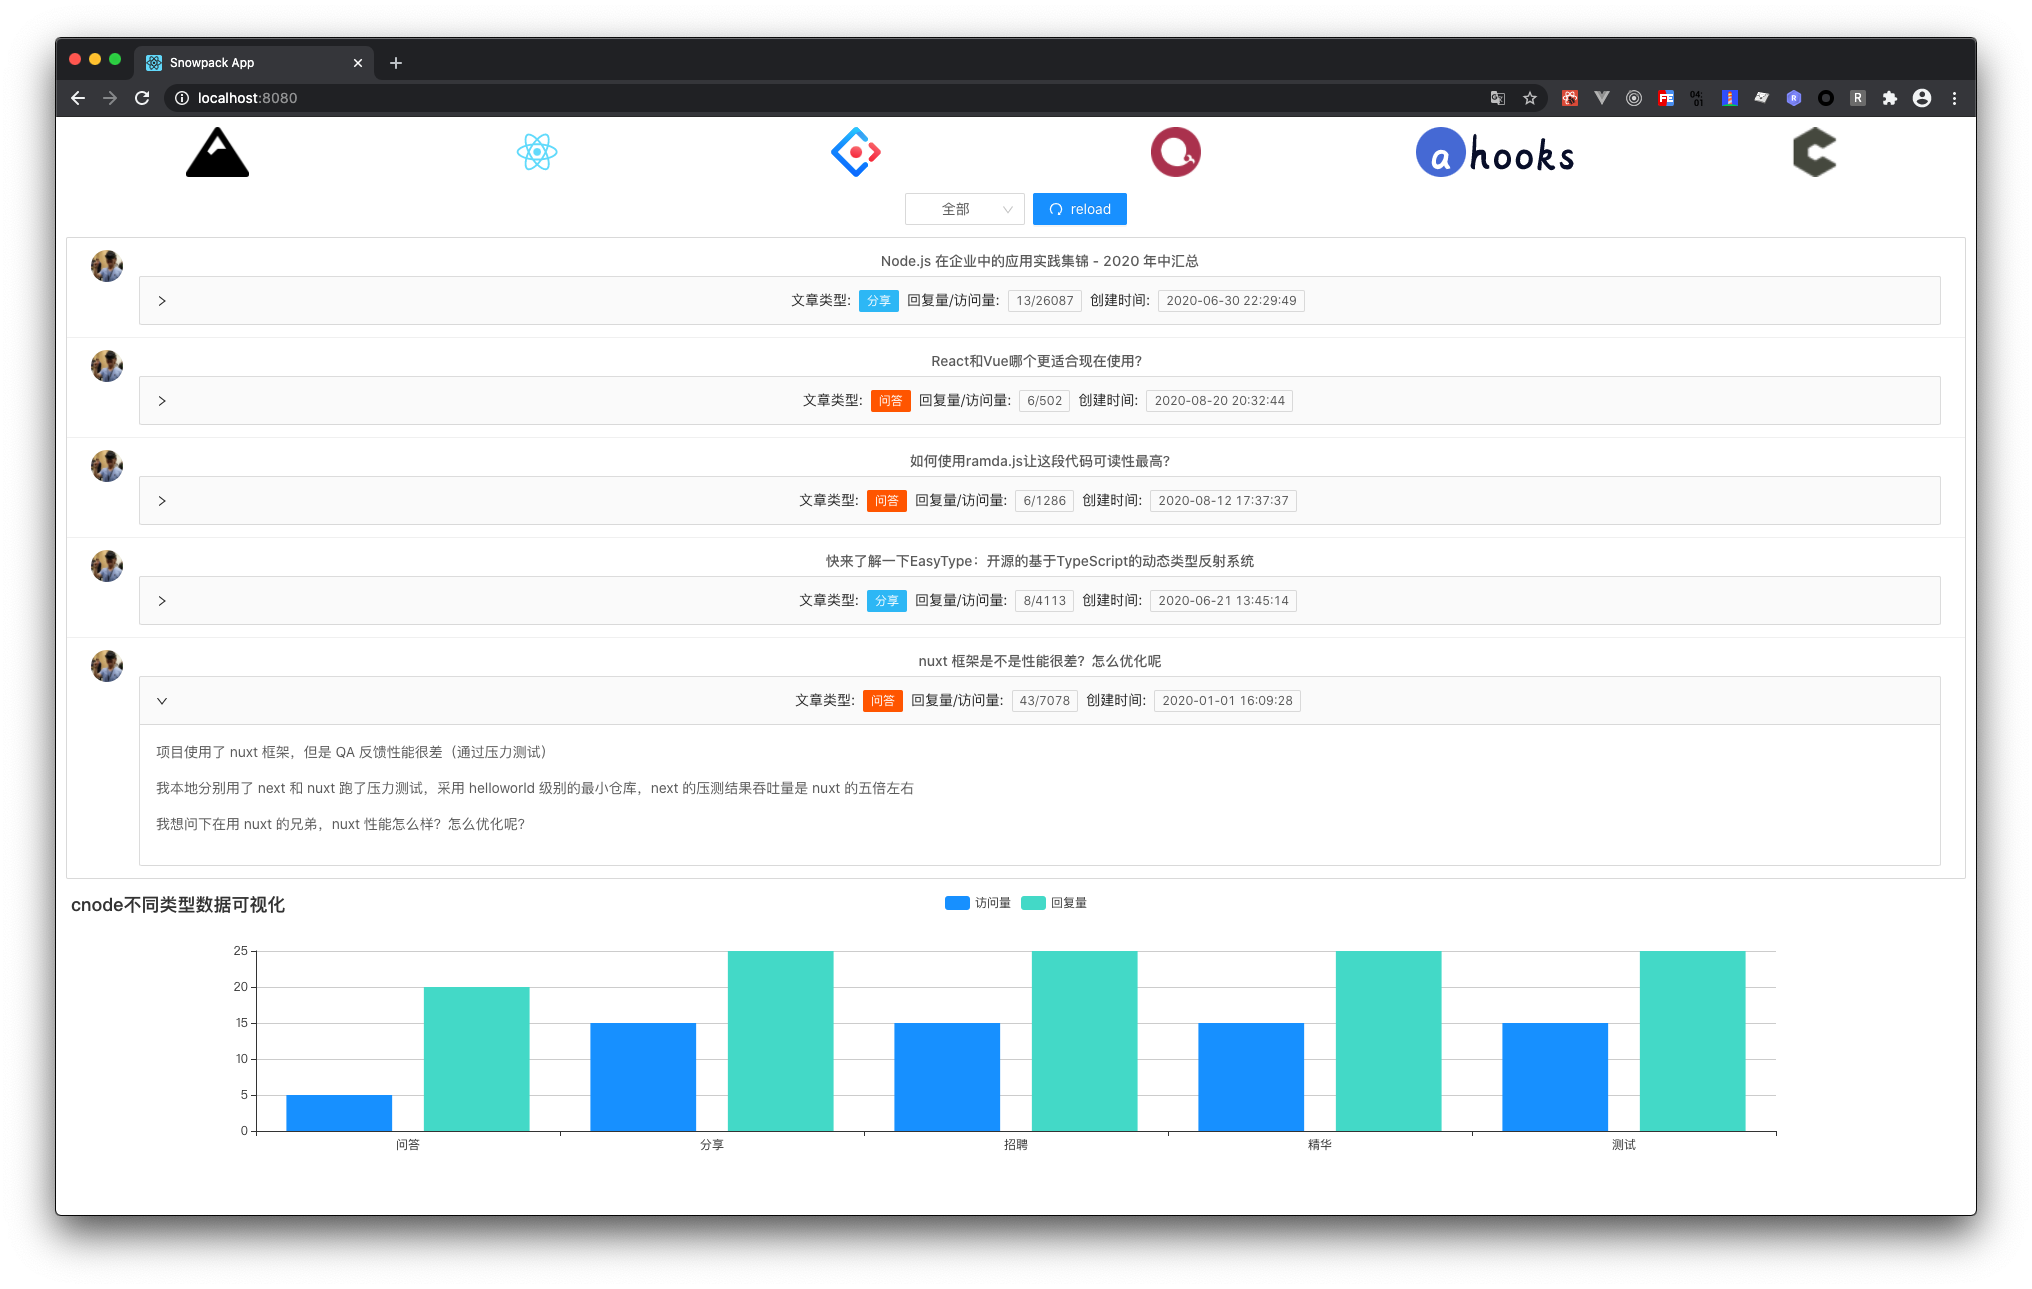 Snowpack App
localhost:8080
FE
04:
01
R
R
a hooks
全部
reload
Node.js 在企业中的应用实践集锦 - 2020 年中汇总
文章类型: 分享 回复量/访问量: 13/26087 创建时间: 2020-06-30 22:29:49
React和Vue哪个更适合现在使用?
文章类型: 问答 回复量/访问量: 6/502 创建时间: 2020-08-20 20:32:44
如何使用ramda.js让这段代码可读性最高?
文章类型: 问答 回复量/访问量: 6/1286 创建时间: 2020-08-12 17:37:37
快来了解一下EasyType：开源的基于TypeScript的动态类型反射系统
文章类型: 分享 回复量/访问量: 8/4113 创建时间: 2020-06-21 13:45:14
nuxt 框架是不是性能很差？怎么优化呢
文章类型: 问答 回复量/访问量: 43/7078 创建时间: 2020-01-01 16:09:28
项目使用了 nuxt 框架，但是 QA 反馈性能很差（通过压力测试）
我本地分别用了 next 和 nuxt 跑了压力测试，采用 helloworld 级别的最小仓库，next 的压测结果吞吐量是 nuxt 的五倍左右
我想问下在用 nuxt 的兄弟，nuxt 性能怎么样？怎么优化呢?
cnode不同类型数据可视化
访问量 回复量
25
20
15
10
5
0
问答 分享 招聘 精华 测试